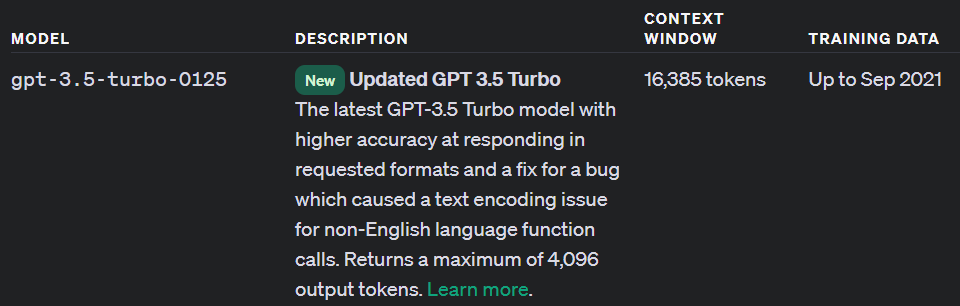 MODEL DESCRIPTION CONTEXT WINDOW TRAINING DATA
gpt-3.5-turbo-0125 New Updated GPT 3.5 Turbo 16,385 tokens Up to Sep 2021
The latest GPT-3.5 Turbo model with
higher accuracy at responding in
requested formats and a fix for a bug
which caused a text encoding issue
for non-English language function
calls. Returns a maximum of 4,096
output tokens. Learn more.